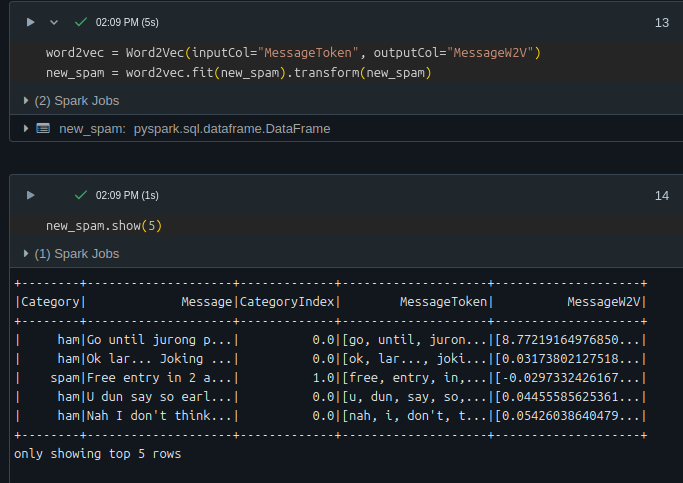 02:09 PM (5s)
13
word2vec = Word2Vec(inputCol="MessageToken", outputCol="MessageW2V")
new_spam = word2vec.fit(new_spam).transform(new_spam)
(2) Spark Jobs
new_spam: pyspark.sql.dataframe.DataFrame
02:09 PM (1s)
14
new_spam.show(5)
(1) Spark Jobs
+--------+--------------------+-------------+--------------------+--------------------+
|Category|             Message|CategoryIndex|        MessageToken|          MessageW2V|
+--------+--------------------+-------------+--------------------+--------------------+
|     ham|Go until jurong p...|          0.0|[go, until, juron...|[8.77219164976850...|
|     ham|Ok lar... Joking ...|          0.0|[ok, lar..., joki...|[0.03173802127518...|
|    spam|Free entry in 2 a...|          1.0|[free, entry, in,...|[-0.0297332426167...|
|     ham|U dun say so earl...|          0.0|[u, dun, say, so,...|[0.04455585625361...|
|     ham|Nah I don't think...|          0.0|[nah, i, don't, t...|[0.05426038640479...|
+--------+--------------------+-------------+--------------------+--------------------+
only showing top 5 rows